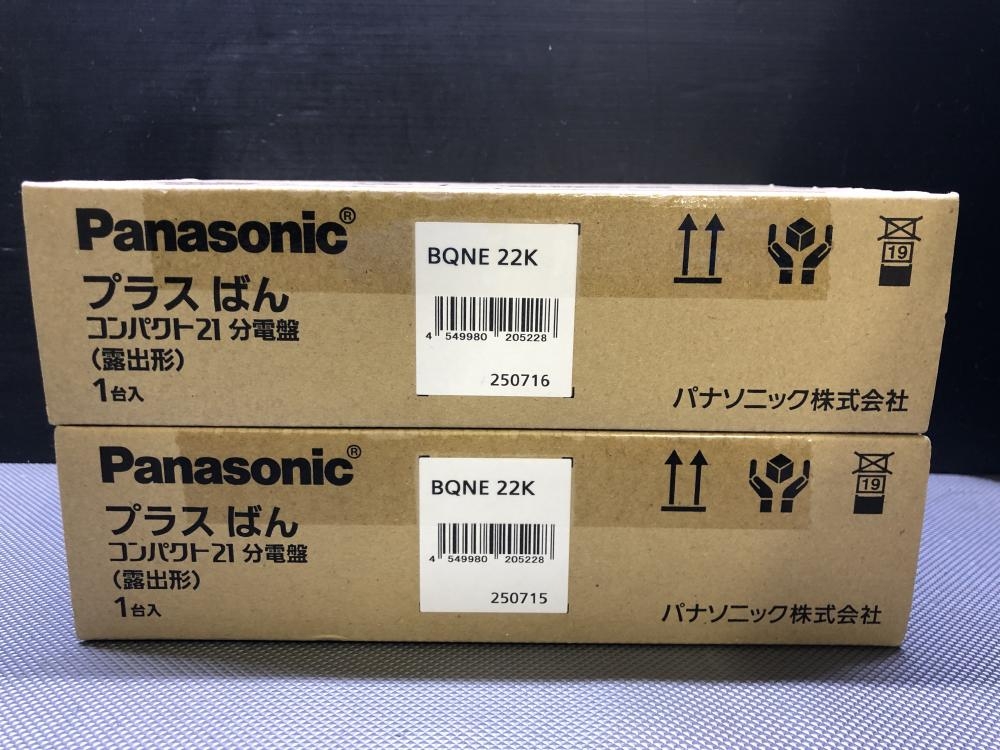 Panasonic®
プラス ばん
コンパクト21 分電盤
(露出形)
1台入
BQNE 22K
4 549980 205228
250716
19
パナソニック株式会社
Panasonic®
プラス ばん
コンパクト21 分電盤
(露出形)
1台入
BQNE 22K
4 549980 205228
250715
19
パナソニック株式会社